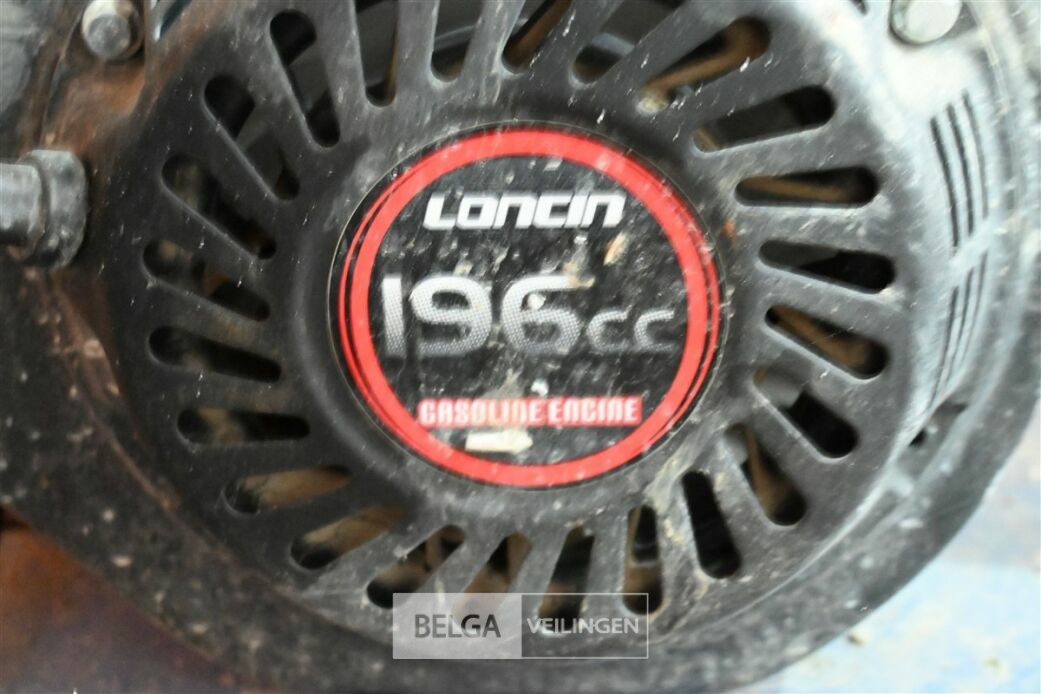 LONCIN
196cc
GASOLINE ENGINE
BELGA VEILINGEN